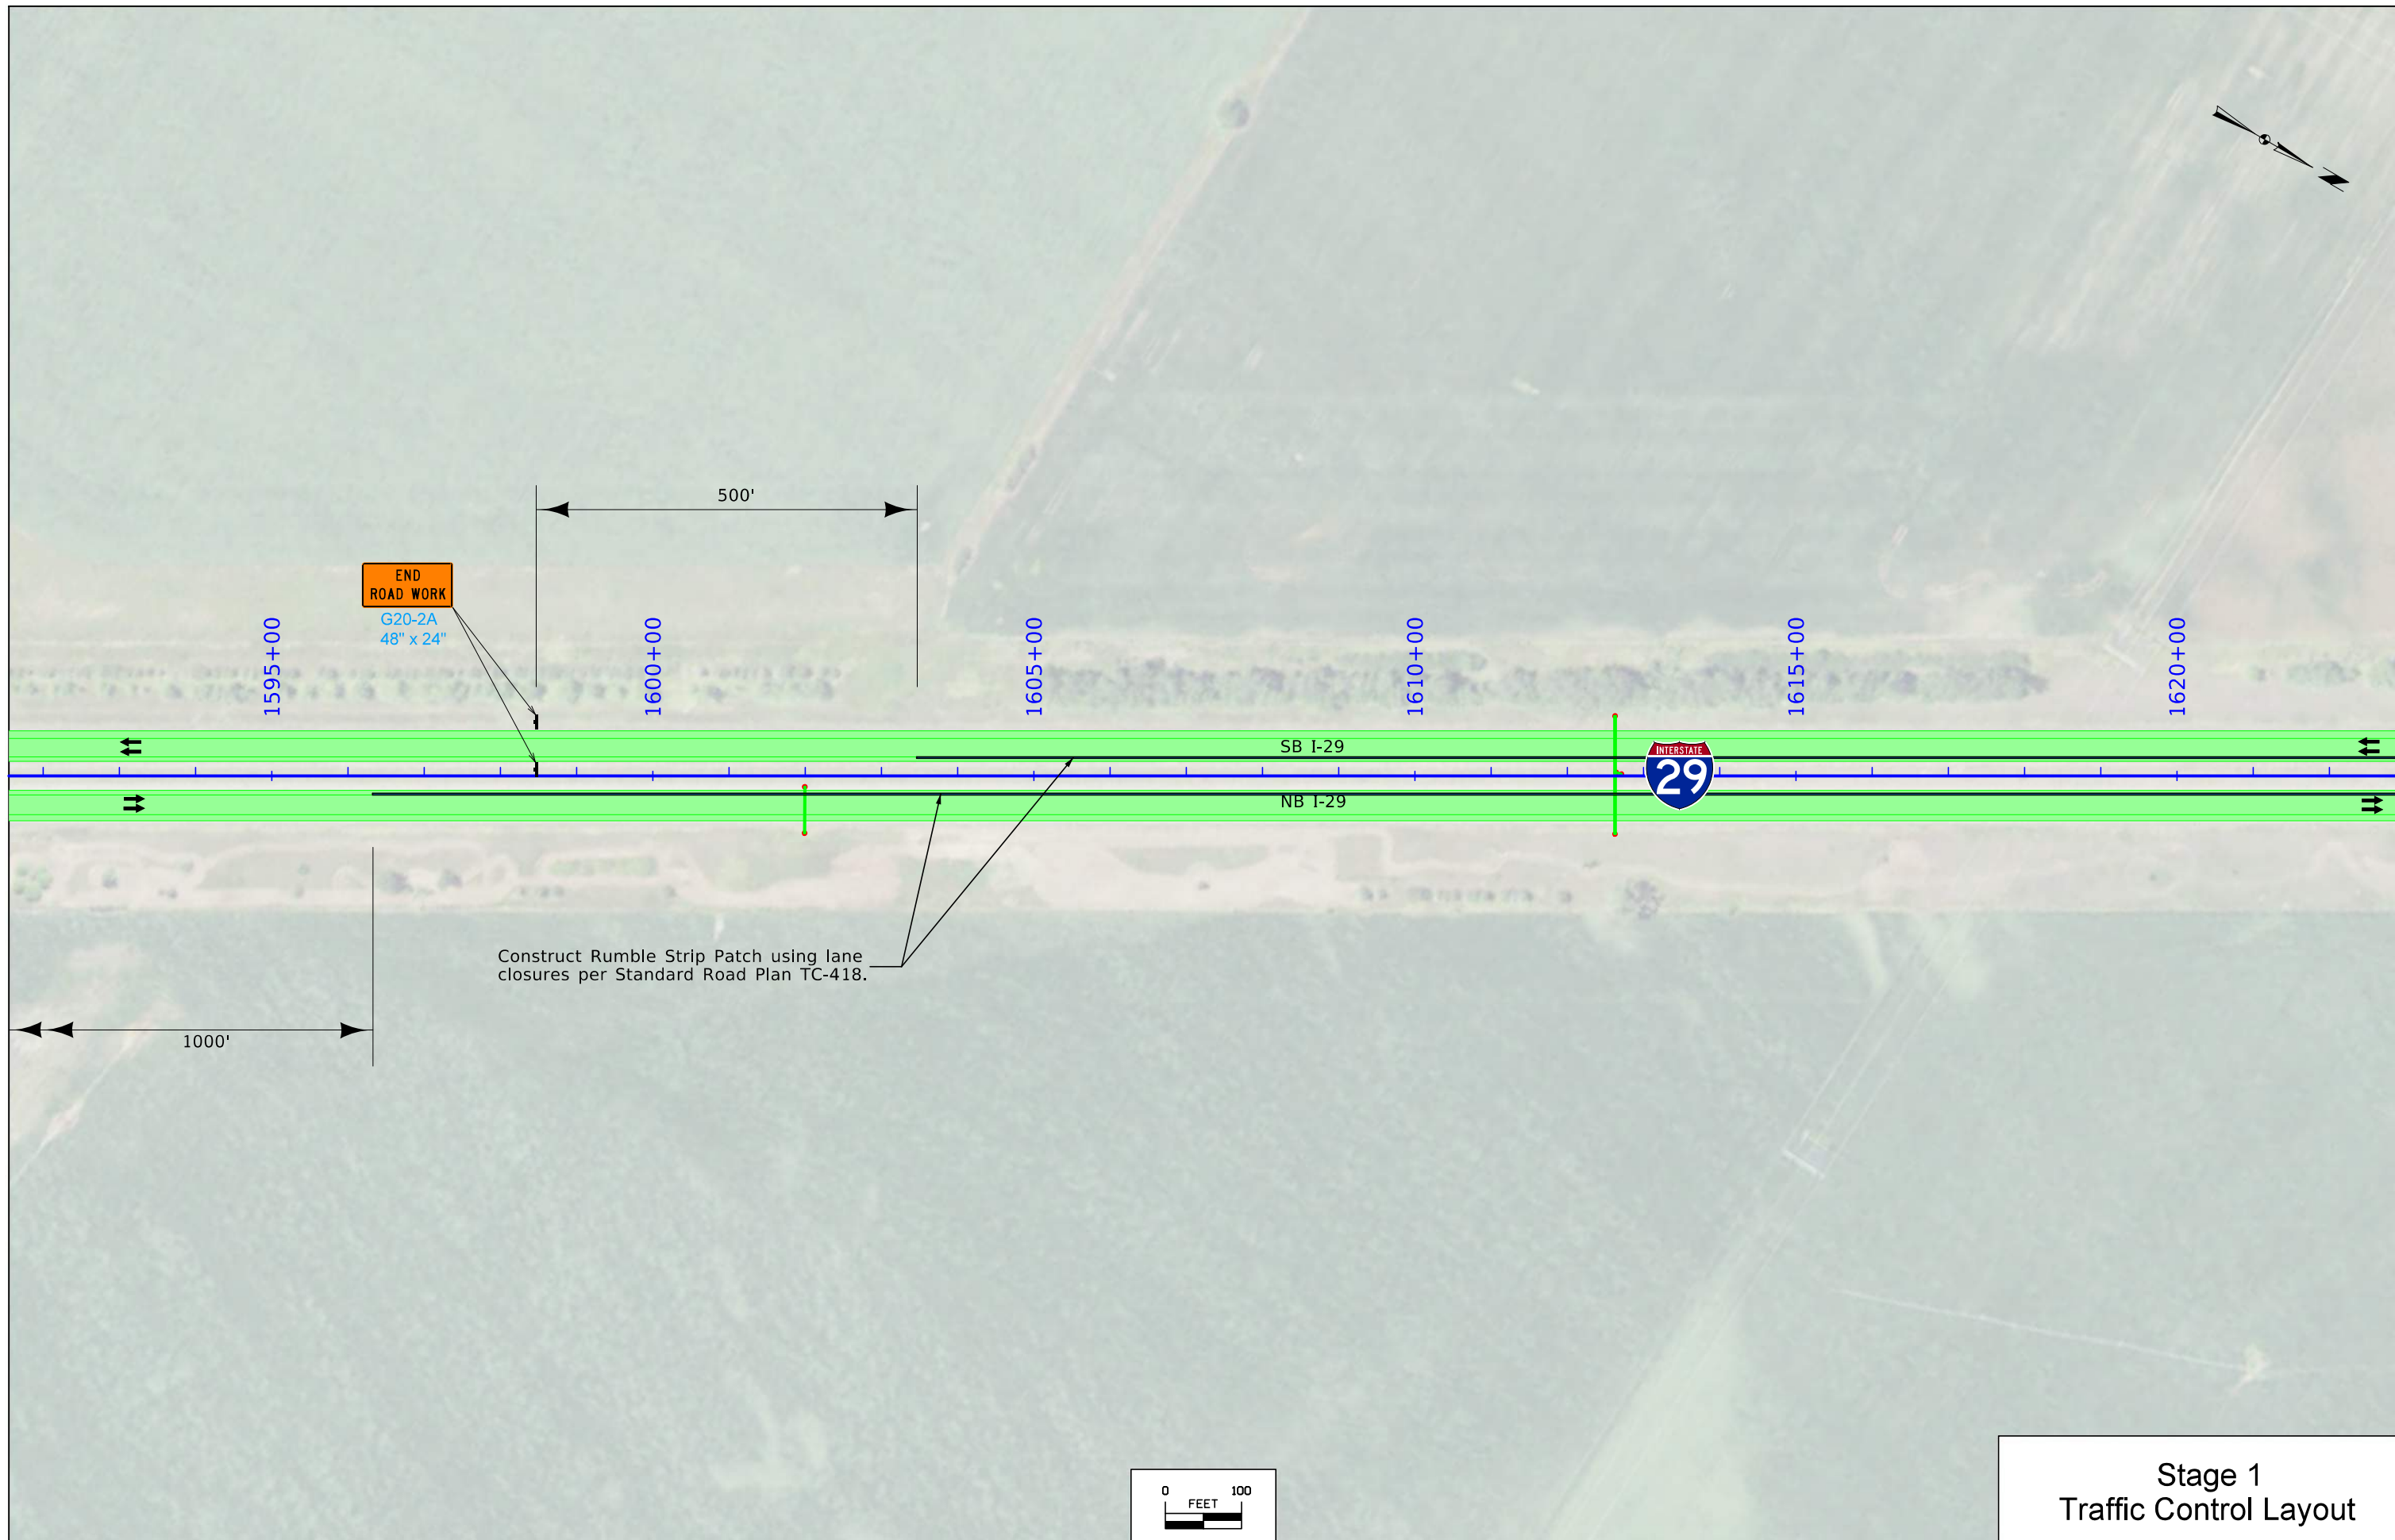 500'
END
ROAD WORK
G20-2A
48" x 24"
1595+00
1600+00
1605+00
1610+00
1615+00
1620+00
SB I-29
INTERSTATE
29
NB I-29
Construct Rumble Strip Patch using lane
closures per Standard Road Plan TC-418.
1000'
0 100
FEET
Stage 1
Traffic Control Layout